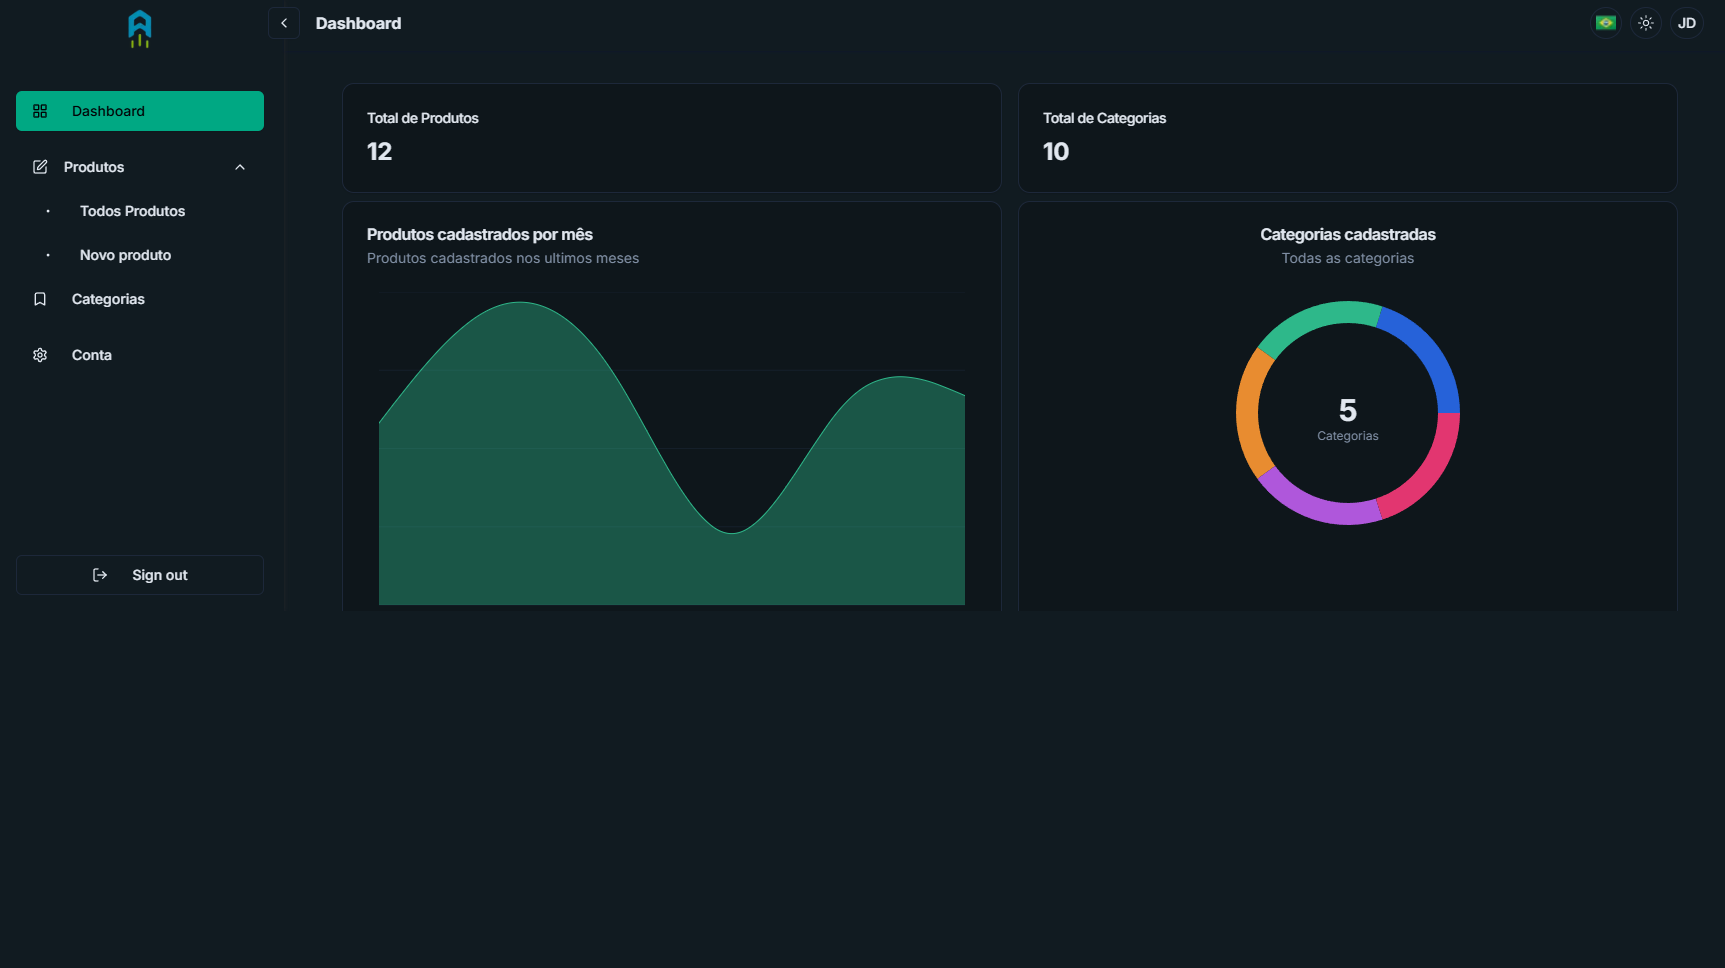 Dashboard
JD
Dashboard
Produtos
Todos Produtos
Novo produto
Categorias
Conta
Sign out
Total de Produtos
12
Total de Categorias
10
Produtos cadastrados por mês
Produtos cadastrados nos ultimos meses
Categorias cadastradas
Todas as categorias
5
Categorias